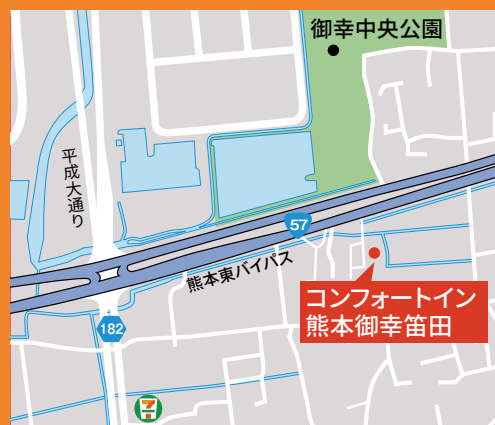 御幸中央公園
平成大通り
57
熊本東バイパス
コンフォートイン
熊本御幸笛田
182
7